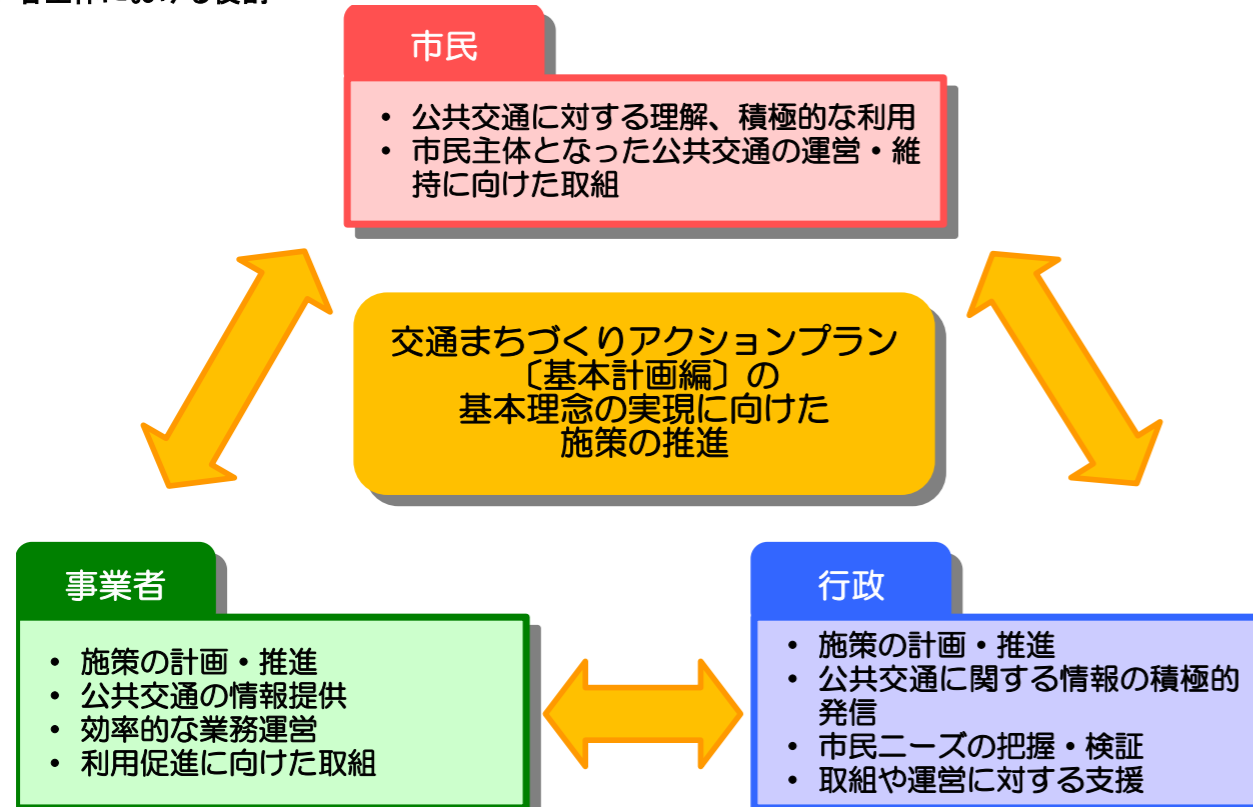 市民
• 公共交通に対する理解、積極的な利用
• 市民主体となった公共交通の運営・維
持に向けた取組
交通まちづくりアクションプラン
〔基本計画編〕の
基本理念の実現に向けた
施策の推進
事業者
• 施策の計画・推進
• 公共交通の情報提供
• 効率的な業務運営
• 利用促進に向けた取組
行政
• 施策の計画・推進
• 公共交通に関する情報の積極的
発信
• 市民ニーズの把握・検証
• 取組や運営に対する支援